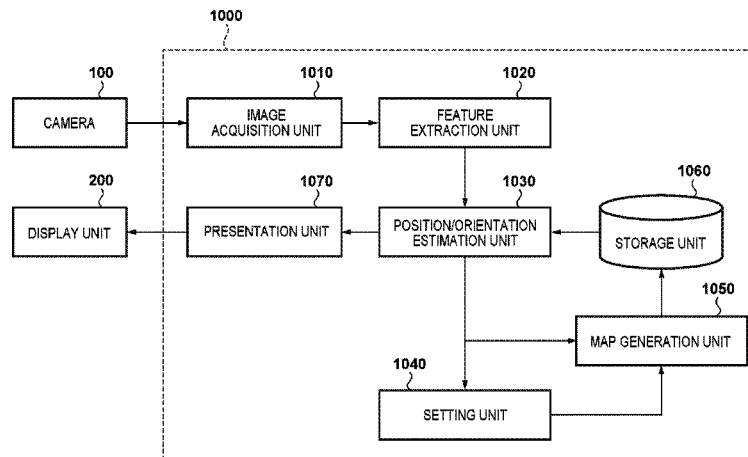 1000
100
1010
1020
CAMERA
IMAGE
ACQUISITION UNIT
FEATURE
EXTRACTION UNIT
200
1070
1030
1060
DISPLAY UNIT
PRESENTATION UNIT
POSITION/ORIENTATION
ESTIMATION UNIT
STORAGE UNIT
1050
MAP GENERATION UNIT
1040
SETTING UNIT